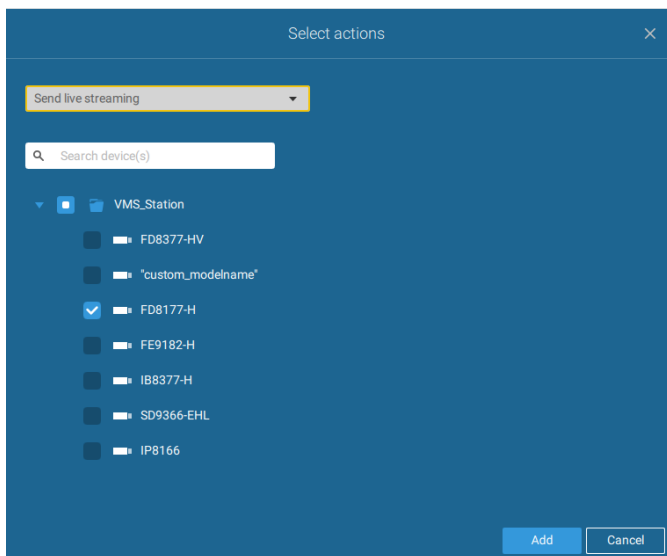 Select actions
Send live streaming
Search device(s)
VMS_Station
FD8377-HV
"custom_modelname"
FD8177-H
FE9182-H
IB8377-H
SD9366-EHL
IP8166
Add Cancel